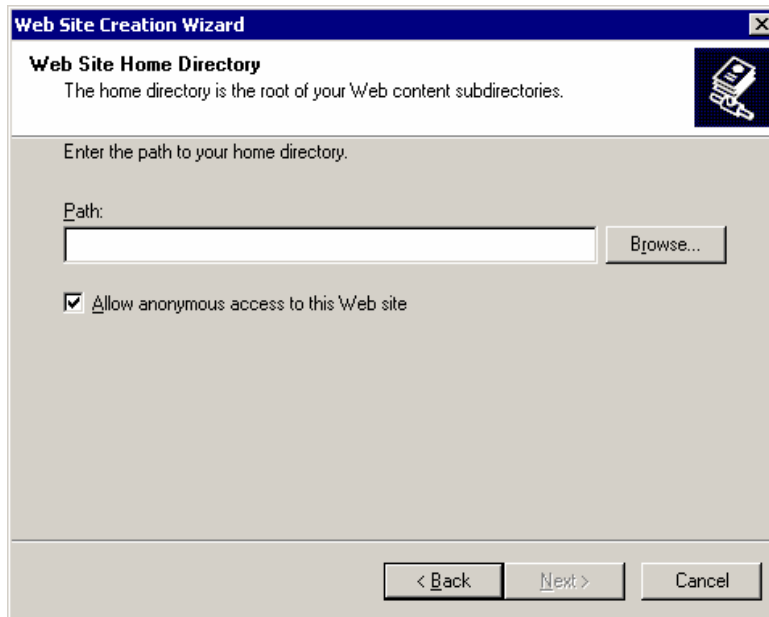 Web Site Creation Wizard
Web Site Home Directory
The home directory is the root of your Web content subdirectories.
Enter the path to your home directory.
Path:
Browse...
Allow anonymous access to this Web site
< Back
Next >
Cancel